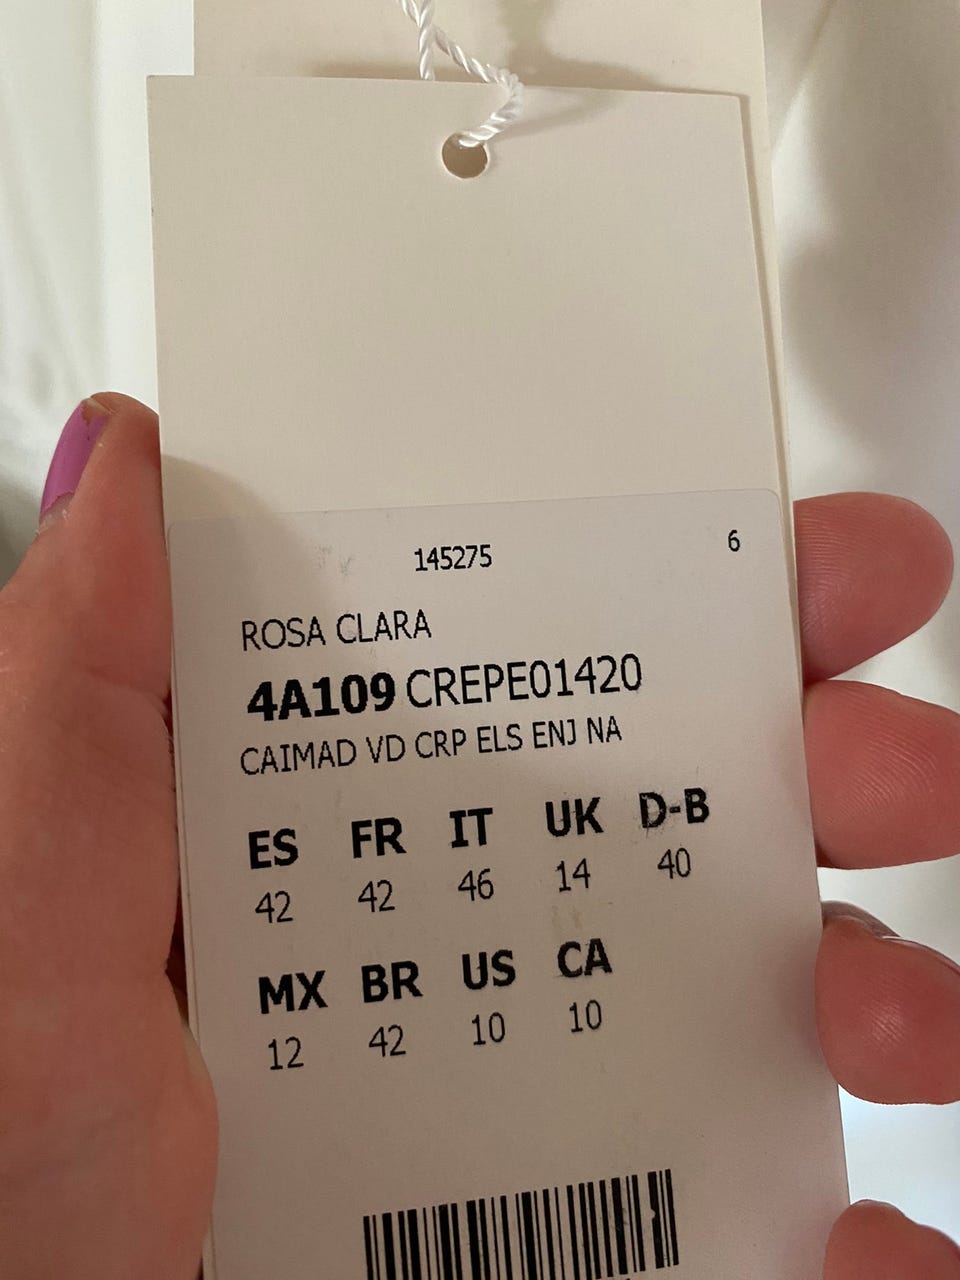 145275 6
ROSA CLARA
4A109 CREPE01420
CAIMAD VD CRP ELS ENJ NA
ES FR IT UK D-B
42 42 46 14 40
MX BR US CA
12 42 10 10